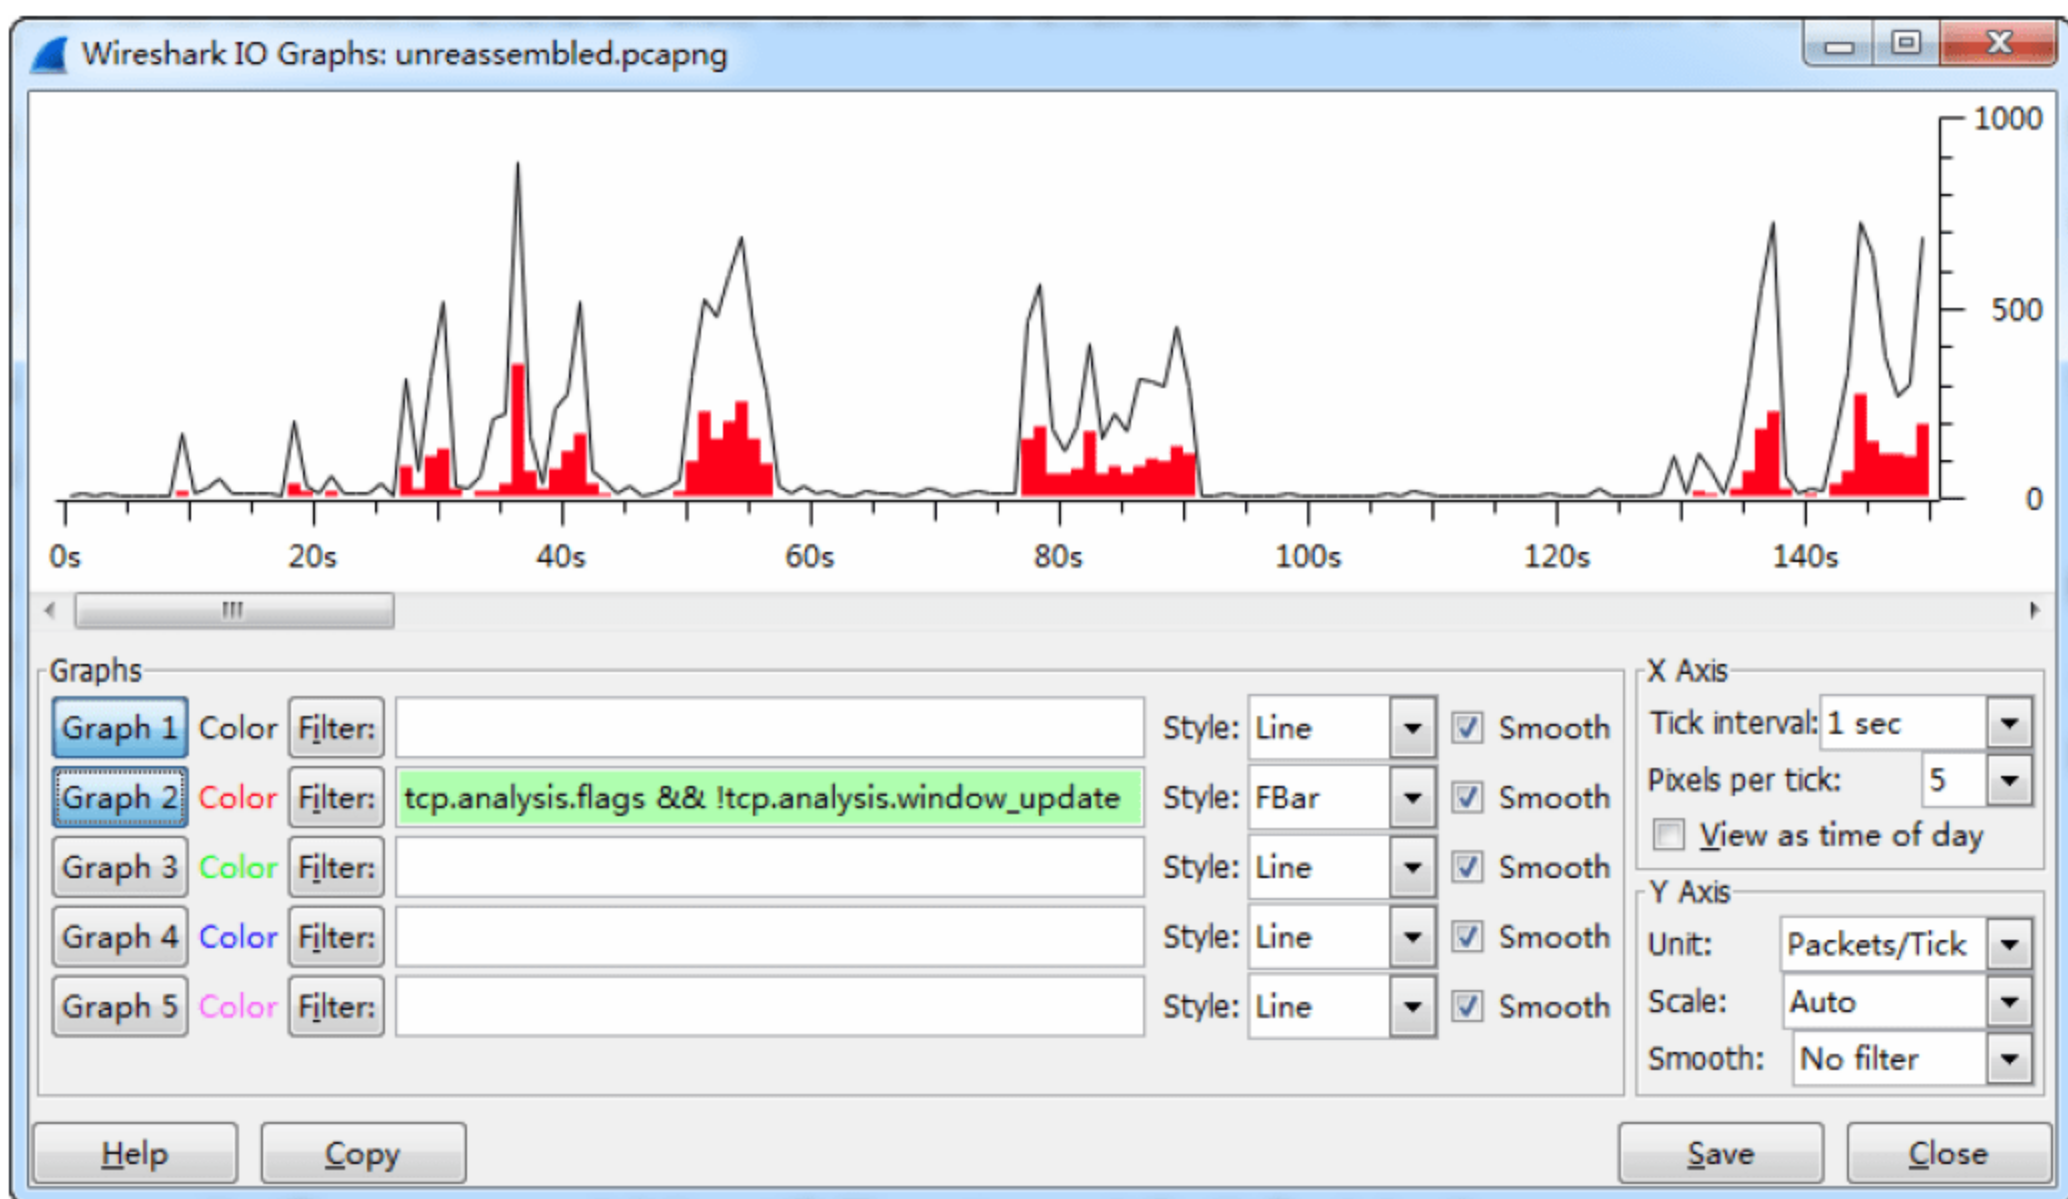 Wireshark IO Graphs: unreassembled.pcapng
1000
500
0
0s 20s 40s 60s 80s 100s 120s 140s
Graphs
Graph 1 Color Filter: Style: Line Smooth
Graph 2 Color Filter: tcp.analysis.flags && !tcp.analysis.window_update Style: FBar Smooth
Graph 3 Color Filter: Style: Line Smooth
Graph 4 Color Filter: Style: Line Smooth
Graph 5 Color Filter: Style: Line Smooth
X Axis
Tick interval: 1 sec
Pixels per tick: 5
View as time of day
Y Axis
Unit: Packets/Tick
Scale: Auto
Smooth: No filter
Help Copy Save Close